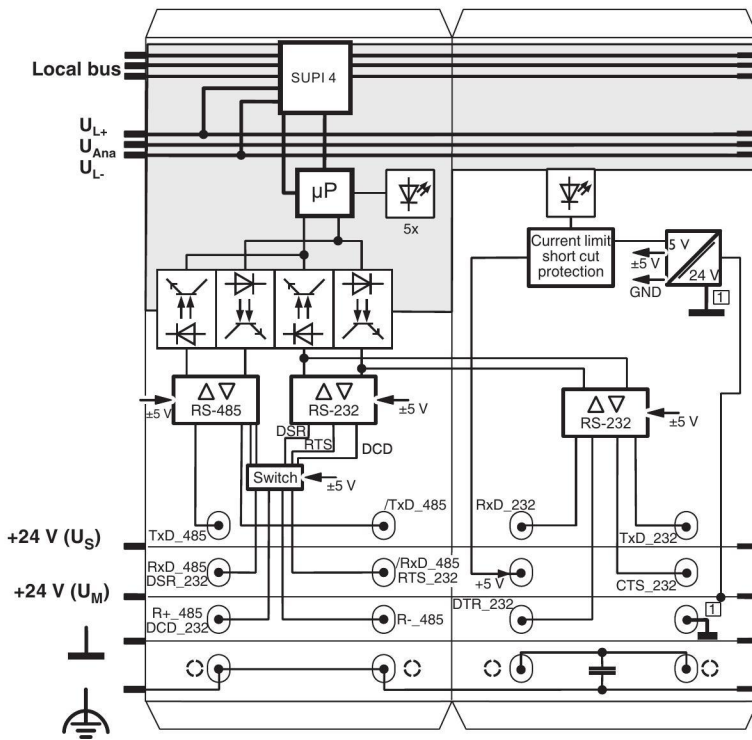 Local bus
SUPI 4
UL+
UAna
UL-
µP
5x
Current limit
short cut
protection
5 V
±5 V
24 V
GND
1
RS-485
±5 V
RS-232
±5 V
RS-232
±5 V
DSR
RTS
DCD
Switch
±5 V
/TxD_485
RxD_232
TxD_485
TxD_232
+24 V (US)
RxD_485/
DSR_232
/RxD_485
RTS_232
+5 V
CTS_232
+24 V (UM)
R+_485
DCD_232
R-_485
DTR_232
1